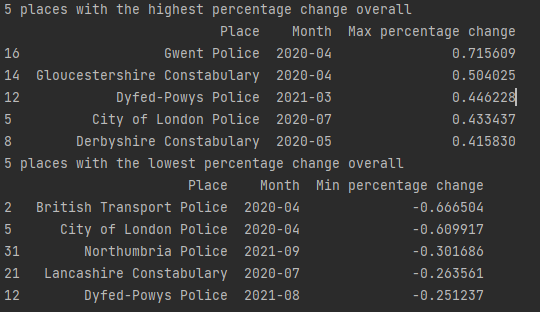 5 places with the highest percentage change overall
Place Month Max percentage change
16 Gwent Police 2020-04 0.715609
14 Gloucestershire Constabulary 2020-04 0.504025
12 Dyfed-Powys Police 2021-03 0.446228
5 City of London Police 2020-07 0.433437
8 Derbyshire Constabulary 2020-05 0.415830
5 places with the lowest percentage change overall
Place Month Min percentage change
2 British Transport Police 2020-04 -0.666504
5 City of London Police 2020-04 -0.609917
31 Northumbria Police 2021-09 -0.301686
21 Lancashire Constabulary 2020-07 -0.263561
12 Dyfed-Powys Police 2021-08 -0.251237